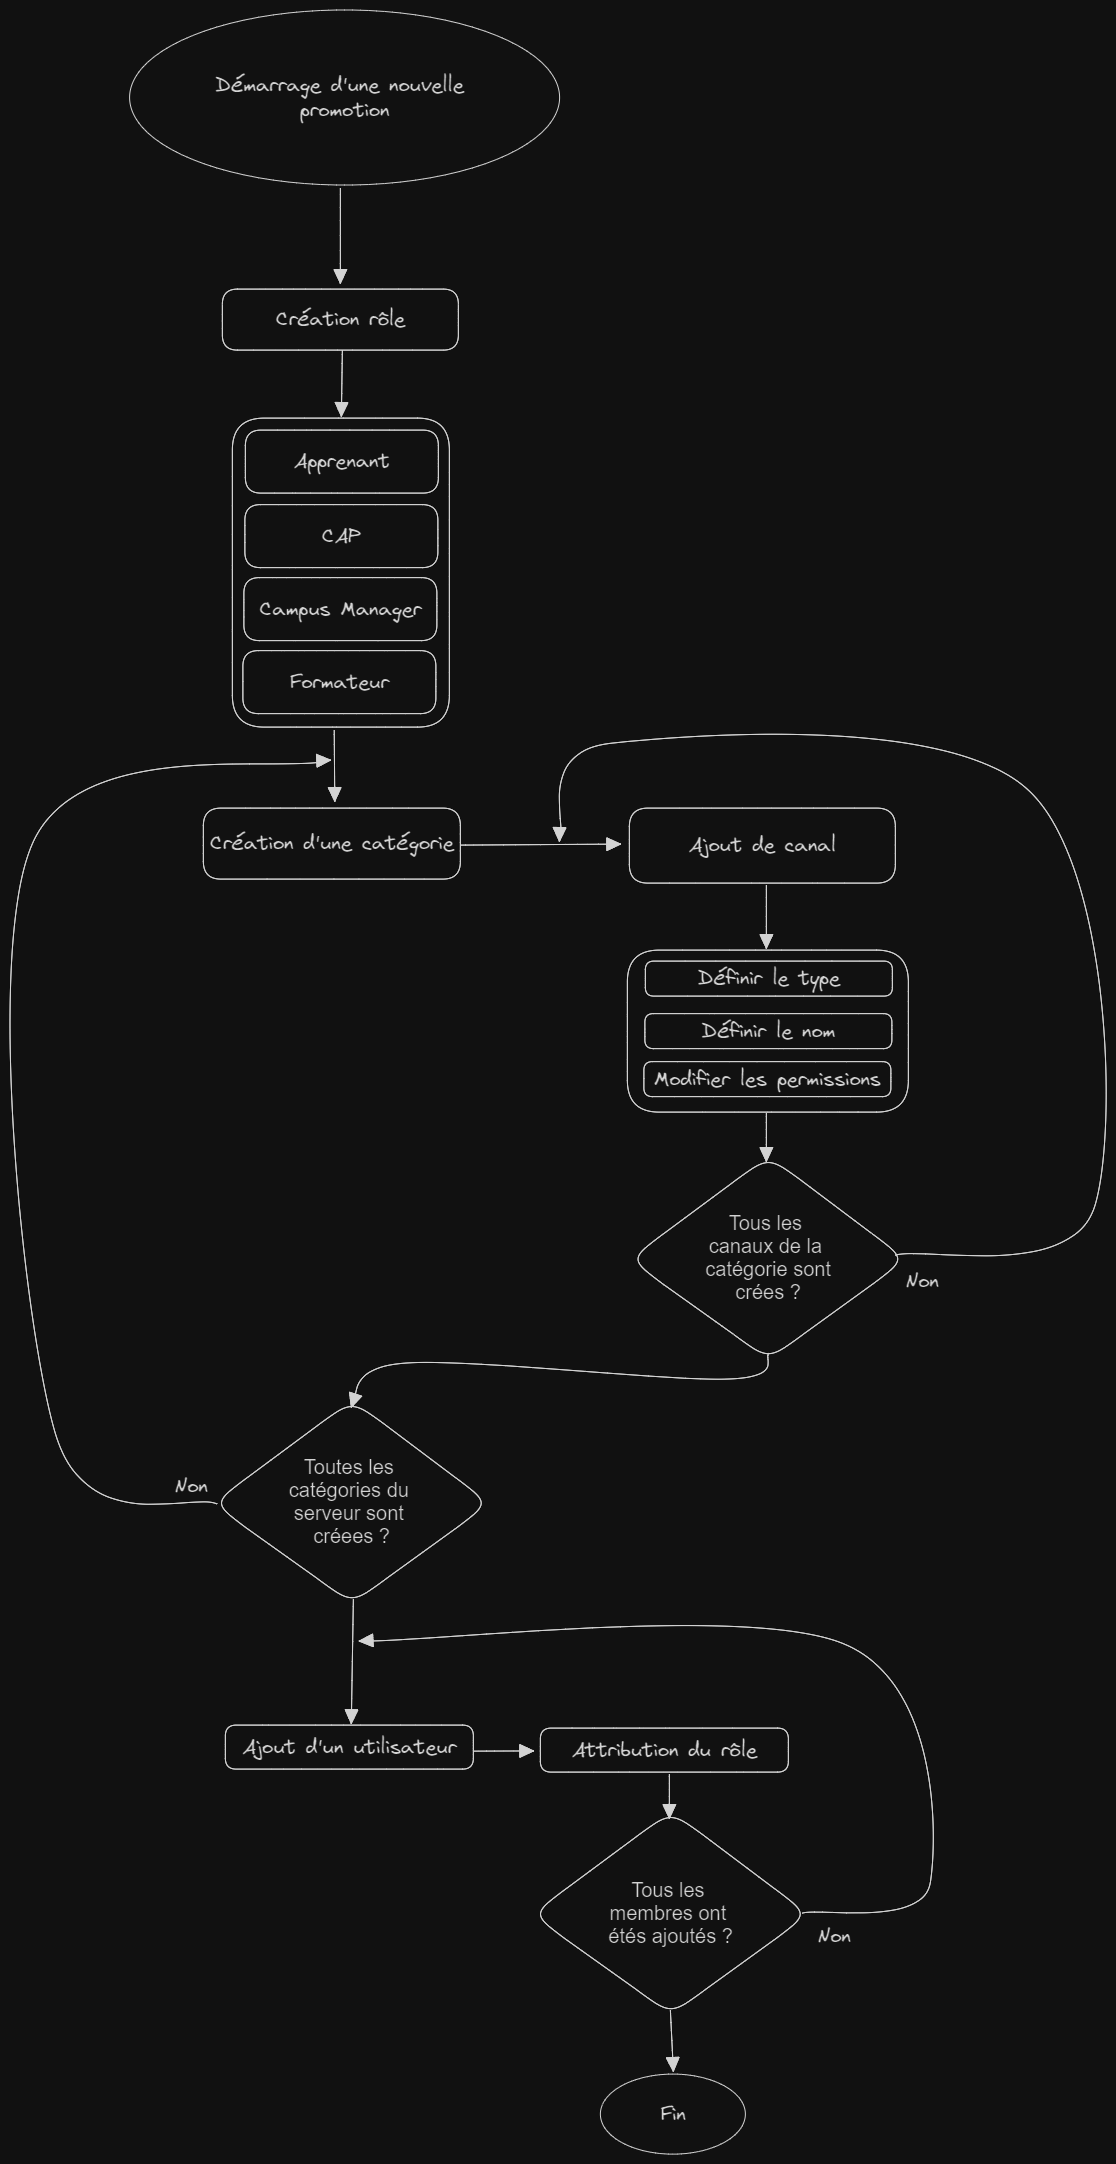 Démarrage d'une nouvelle
promotion
Création rôle
Apprenant
CAP
Campus Manager
Formateur
Création d'une catégorie
Ajout de canal
Définir le type
Définir le nom
Modifier les permissions
Tous les
canaux de la
catégorie sont
crées ?
Non
Toutes les
catégories du
serveur sont
créees ?
Non
Ajout d'un utilisateur
Attribution du rôle
Tous les
membres ont
étés ajoutés ?
Non
Fin